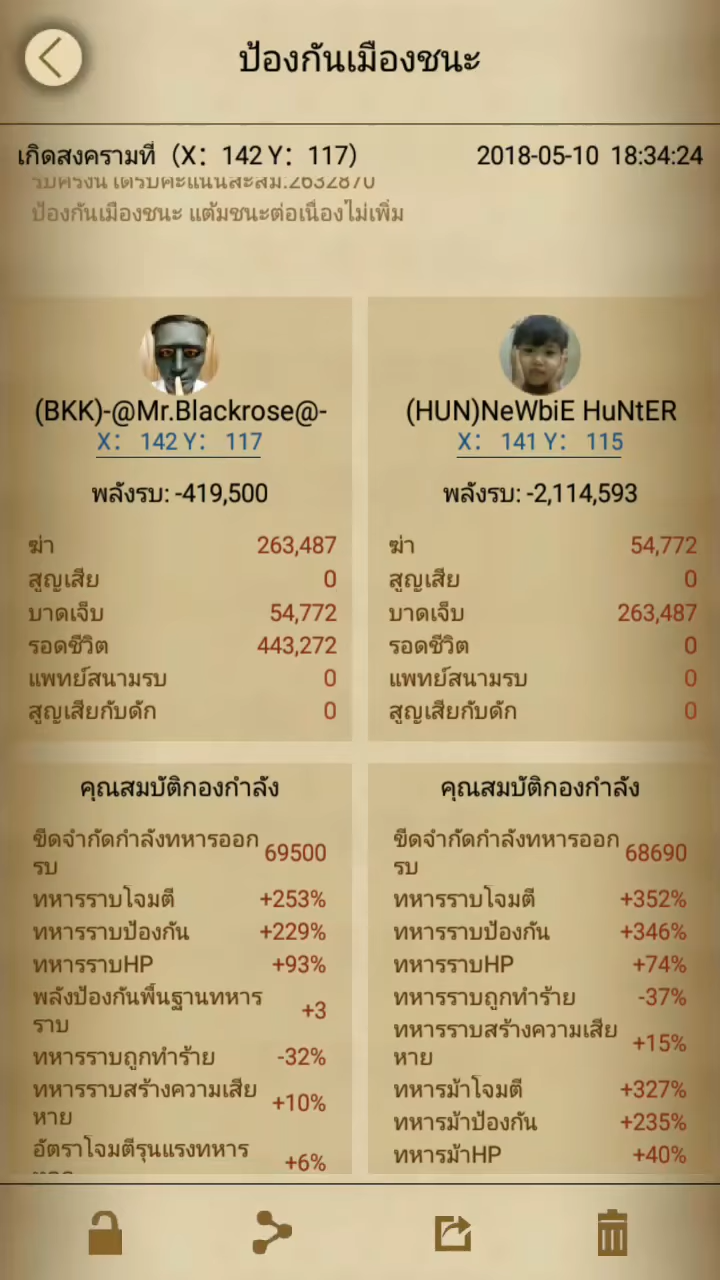 ป้องกันเมืองชนะ
เกิดสงครามที่（X： 142 Y： 117） 2018-05-10 18:34:24
ป้องกันเมืองชนะ แต้มชนะต่อเนื่องไม่เพิ่ม
(BKK)-@Mr.Blackrose@-
X： 142 Y： 117
พลังรบ: -419,500
ฆ่า 263,487
สูญเสีย 0
บาดเจ็บ 54,772
รอดชีวิต 443,272
แพทย์สนามรบ 0
สูญเสียกับดัก 0
(HUN)NeWbiE HuNtER
X： 141 Y： 115
พลังรบ: -2,114,593
ฆ่า 54,772
สูญเสีย 0
บาดเจ็บ 263,487
รอดชีวิต 0
แพทย์สนามรบ 0
สูญเสียกับดัก 0
คุณสมบัติกองกำลัง
ขีดจำกัดกำลังทหารออก
รบ 69500
ทหารราบโจมตี +253%
ทหารราบป้องกัน +229%
ทหารราบHP +93%
พลังป้องกันพื้นฐานทหาร
ราบ +3
ทหารราบถูกทำร้าย -32%
ทหารราบสร้างความเสีย
หาย +10%
อัตราโจมตีรุนแรงทหาร
+6%
คุณสมบัติกองกำลัง
ขีดจำกัดกำลังทหารออก
รบ 68690
ทหารราบโจมตี +352%
ทหารราบป้องกัน +346%
ทหารราบHP +74%
ทหารราบถูกทำร้าย -37%
ทหารราบสร้างความเสีย
หาย +15%
ทหารม้าโจมตี +327%
ทหารม้าป้องกัน +235%
ทหารม้าHP +40%